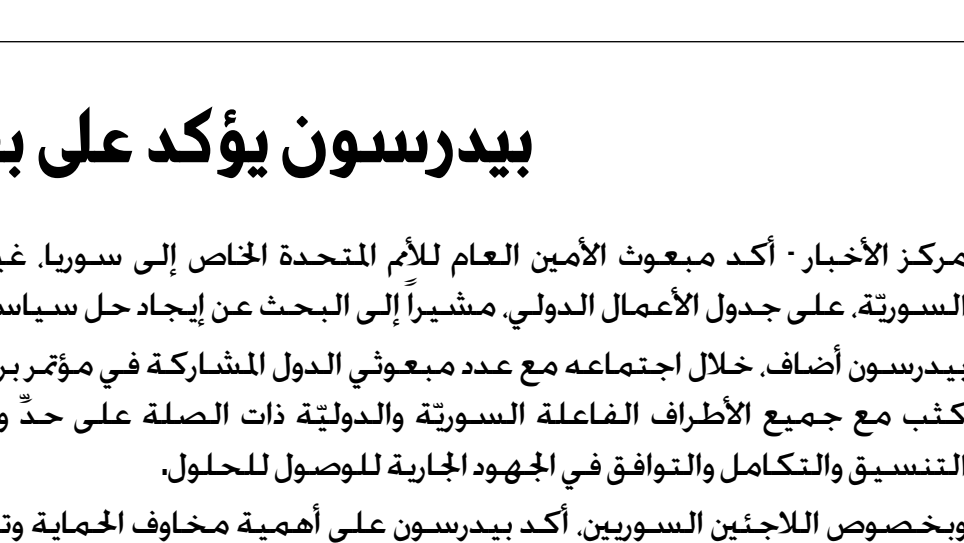 بيدرسون يؤكد على
مركز الأخبار - أكد مبعوث الأمين العام للأمم المتحدة الخاص إلى سوريا،
السوريّة، على جدول الأعمال الدولي، مشيراً إلى البحث عن إيجاد حل
بيدرسون أضاف، خلال اجتماعه مع عدد مبعوثي الدول المشاركة في مؤتمر
كثب مع جميع الأطراف الفاعلة السوريّة والدوليّة ذات الصلة على حدٍّ
التنسيق والتكامل والتوافق في الجهود الجارية للوصول للحلول.
وبخصوص اللاجئين السوريين، أكد بيدرسون على أهمية مخاوف الحماية